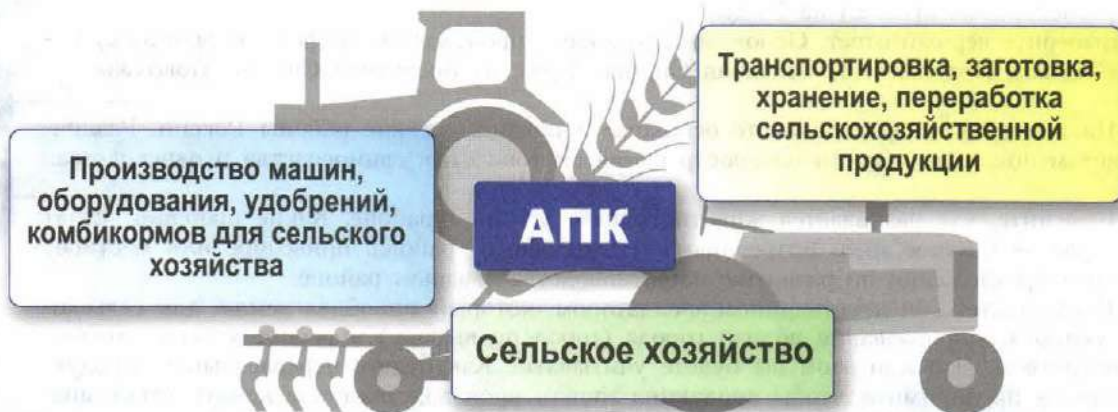 Производство машин,
оборудования, удобрений,
комбикормов для сельского
хозяйства
АПК
Транспортировка, заготовка,
хранение, переработка
сельскохозяйственной
продукции
Сельское хозяйство